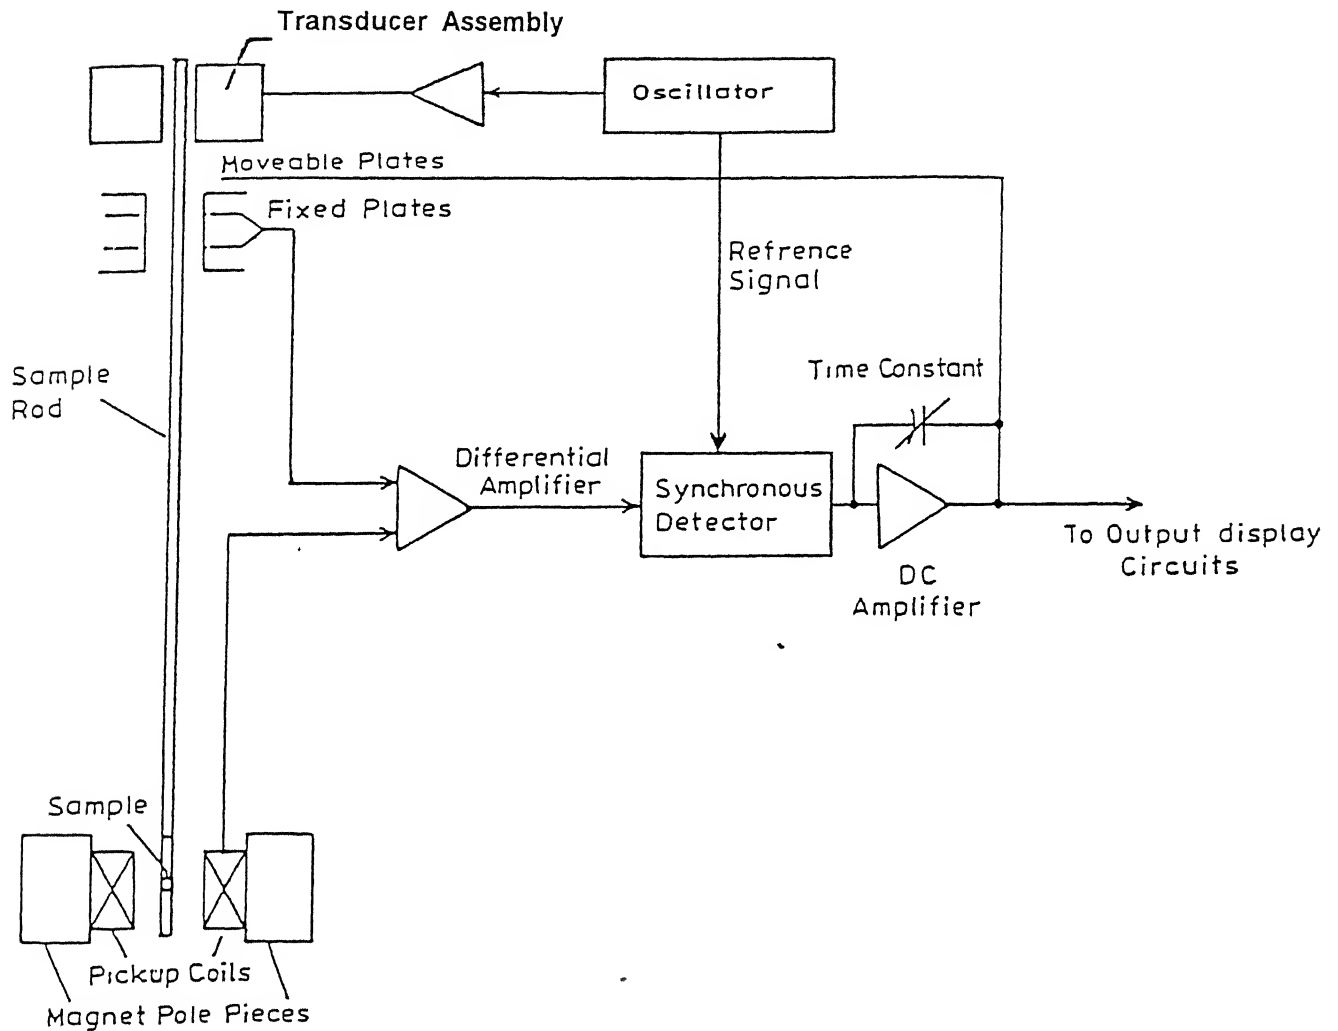 Transducer Assembly
Oscillator
Moveable Plates
Fixed Plates
Refrence
Signal
Time Constant
Sample
Rod
Differential
Amplifier
Synchronous
Detector
To Output display
Circuits
DC
Amplifier
Sample
Pickup Coils
Magnet Pole Pieces